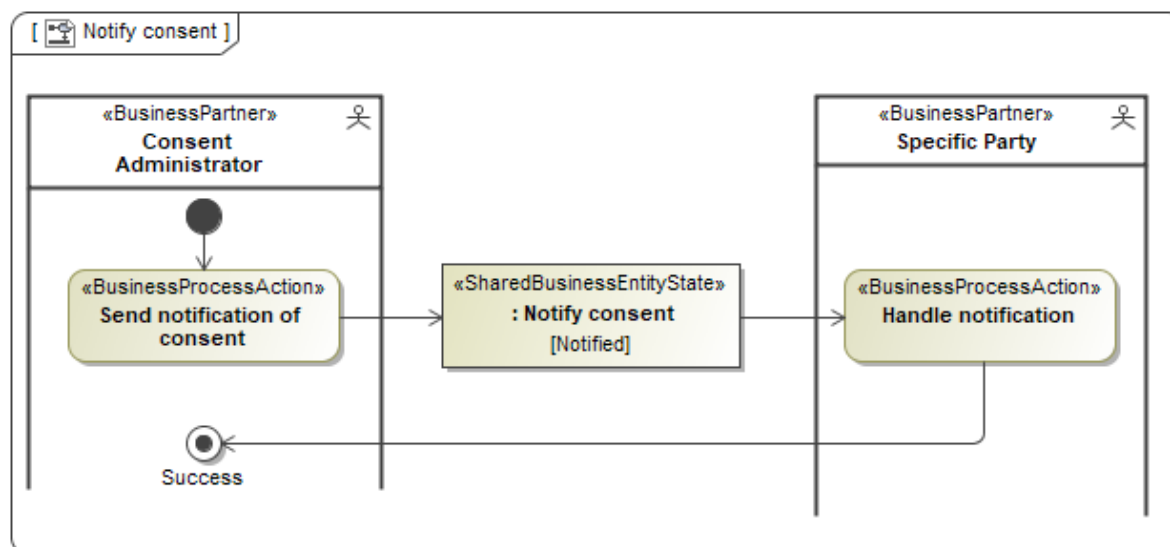 [ Notify consent ]
«BusinessPartner»
Consent
Administrator
«BusinessPartner»
Specific Party
«BusinessProcessAction»
Send notification of
consent
«SharedBusinessEntityState»
: Notify consent
[Notified]
«BusinessProcessAction»
Handle notification
Success